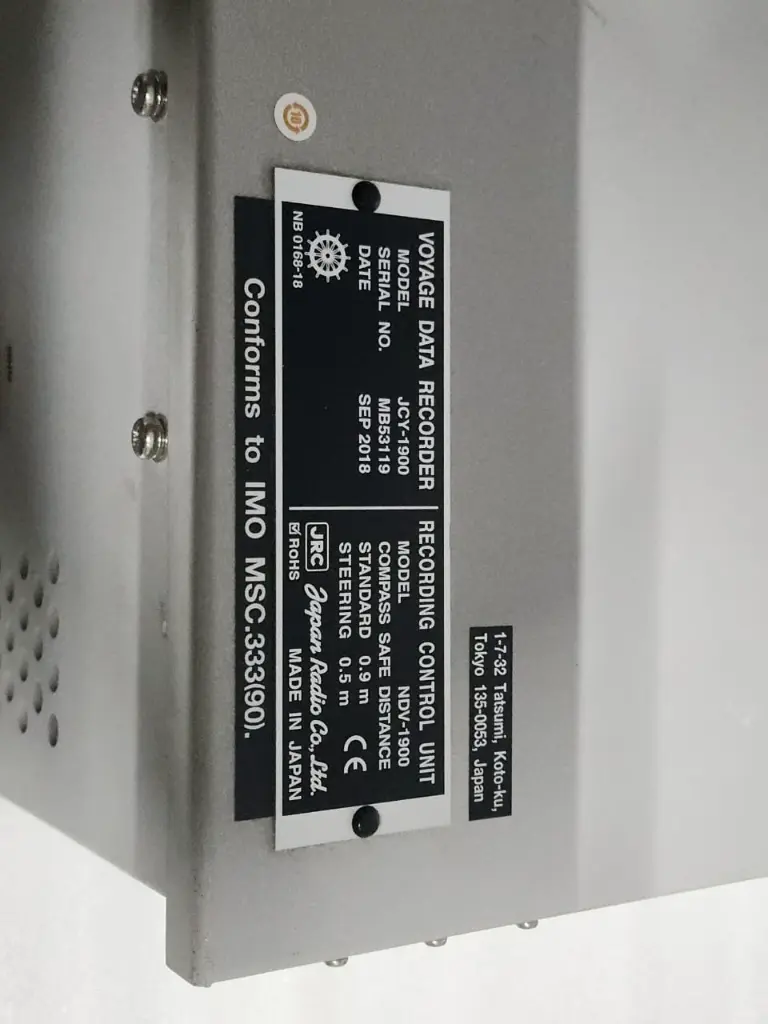 1-7-32 Tatsumi, Koto-ku,
Tokyo 135-0053, Japan
VOYAGE DATA RECORDER
MODEL JCY-1900
SERIAL NO. MB53119
DATE SEP 2018
NB 0168-18
RECORDING CONTROL UNIT
MODEL NDV-1900
COMPASS SAFE DISTANCE
STANDARD 0.9 m
STEERING 0.5 m
CE
JRC Japan Radio Co., Ltd.
☑RoHS MADE IN JAPAN
Conforms to IMO MSC.333(90).
10